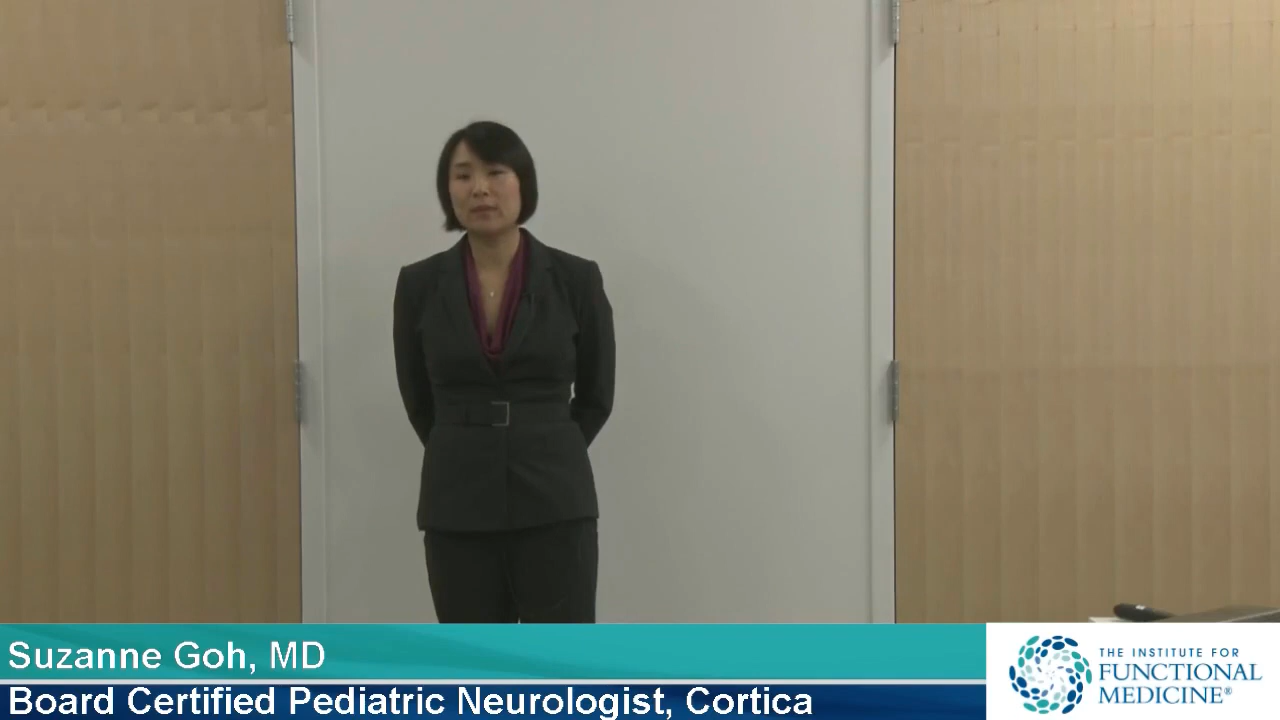 Suzanne Goh, MD
Board Certified Pediatric Neurologist, Cortica
THE INSTITUTE FOR
FUNCTIONAL
MEDICINE®